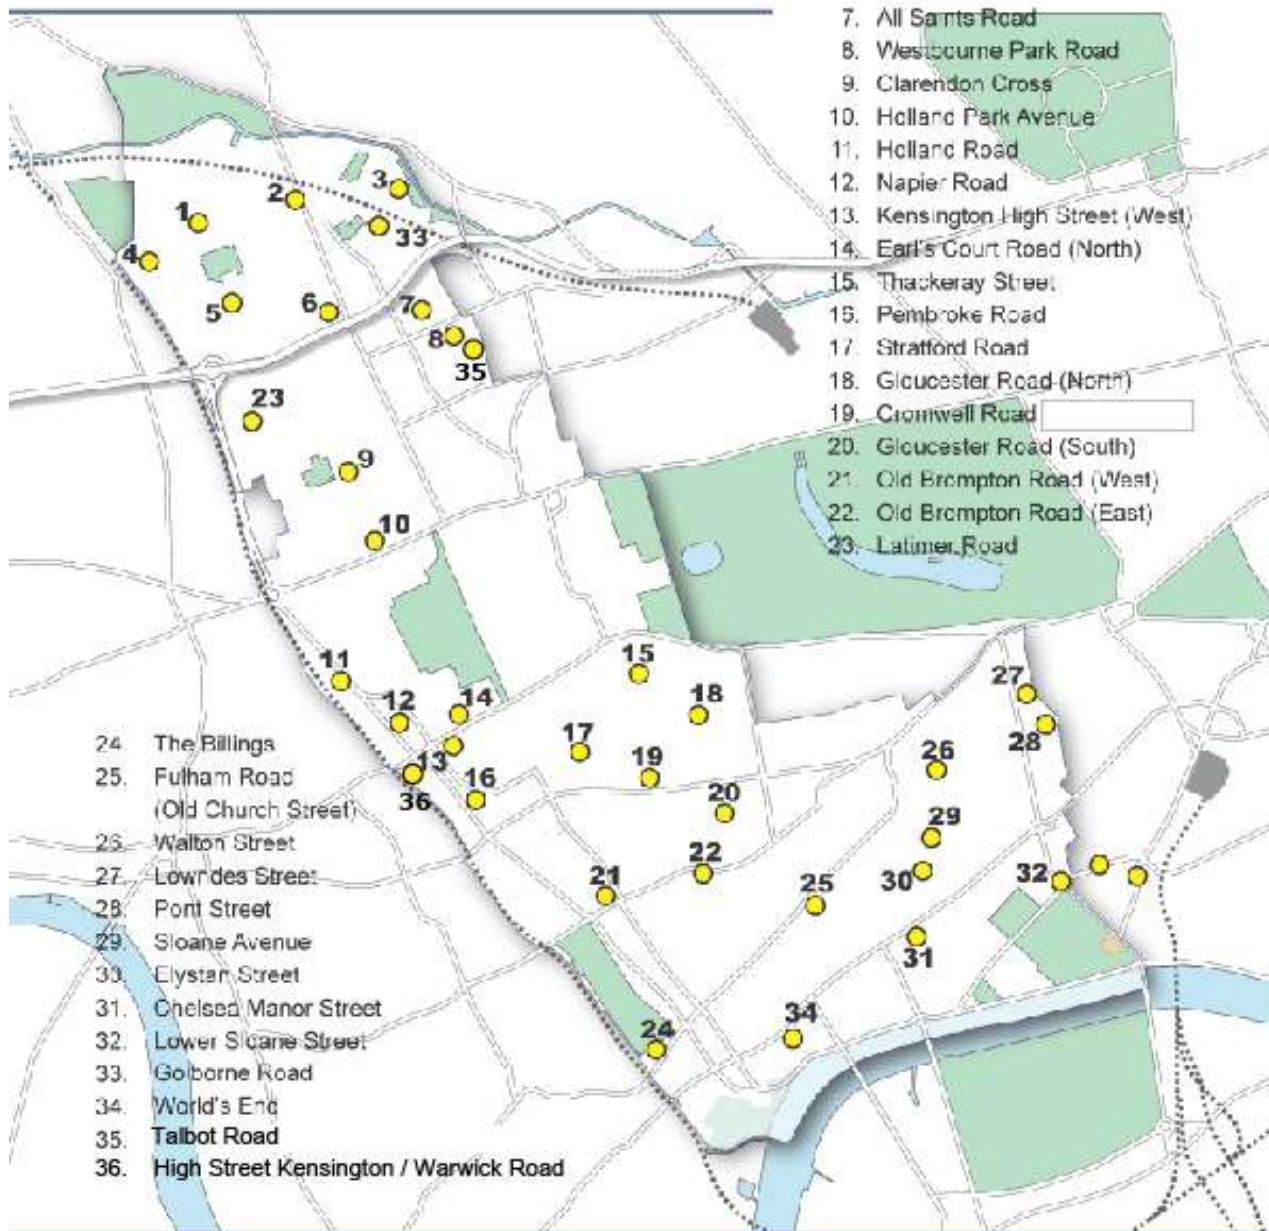 7. All Saints Road
8. Westbourne Park Road
9. Clarendon Cross
10. Holland Park Avenue
11. Holland Road
12. Napier Road
13. Kensington High Street (West)
14. Earl's Court Road (North)
15. Thackeray Street
16. Pembroke Road
17. Stratford Road
18. Gloucester Road (North)
19. Cromwell Road
20. Gloucester Road (South)
21. Old Brompton Road (West)
22. Old Brompton Road (East)
23. Latimer Road
3
2
1
33
4
5
6
7
8
35
23
9
10
11
12
14
15
18
17
13
19
16
36
20
22
21
27
28
26
29
30
25
32
31
34
24
24 The Billings
25. Fulham Road
(Old Church Street)
26. Walton Street
27. Lowndes Street
28. Pont Street
29. Sloane Avenue
30. Elystan Street
31. Chelsea Manor Street
32. Lower Sloane Street
33. Golborne Road
34. World's End
35. Talbot Road
36. High Street Kensington / Warwick Road